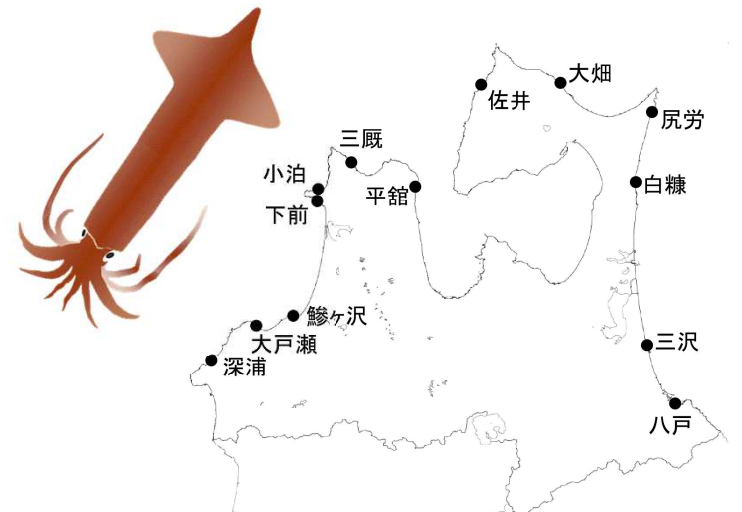 大畑
佐井
尻労
三厩
小泊
白糠
平舘
下前
鰺ヶ沢
大戸瀬
三沢
深浦
八戸